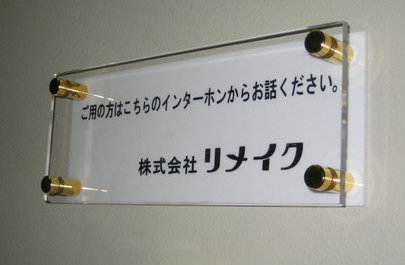 ご用の方はこちらのインターホンからお話ください。
株式会社 リメイク